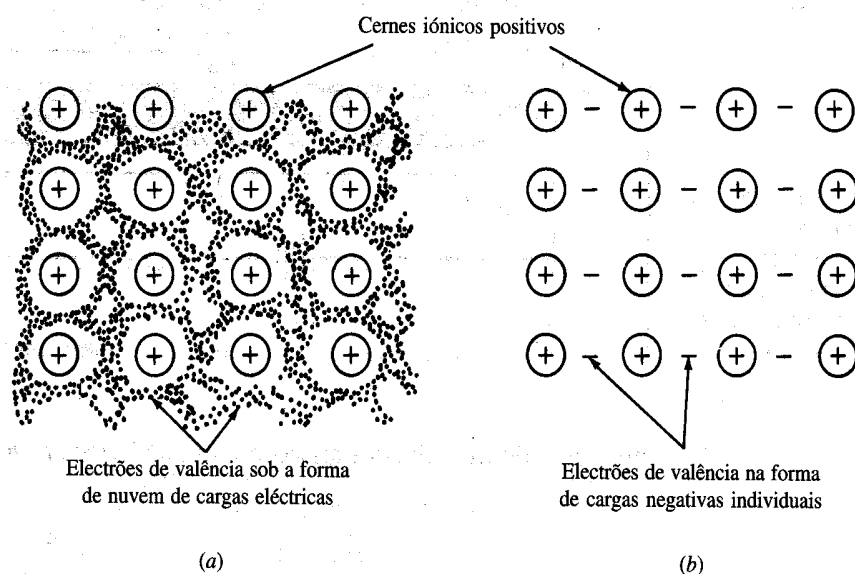 Cernes iónicos positivos
+ + + +
+ - + - + - +
+ + + +
+ - + - + - +
+ + + +
+ - + - + - +
+ + + +
+ - + - + - +
Electrões de valência sob a forma
de nuvem de cargas eléctricas
Electrões de valência na forma
de cargas negativas individuais
(a)
(b)